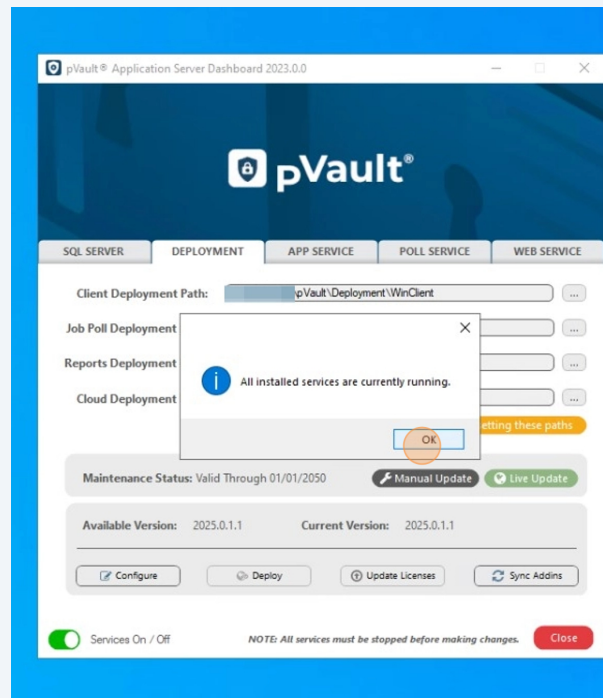 pVault® Application Server Dashboard 2023.0.0
pVault®
SQL SERVER DEPLOYMENT APP SERVICE POLL SERVICE WEB SERVICE
Client Deployment Path: pVault\Deployment\WinClient ...
Job Poll Deployment ...
Reports Deployment ...
Cloud Deployment ...
All installed services are currently running.
OK
etting these paths
Maintenance Status: Valid Through 01/01/2050 Manual Update Live Update
Available Version: 2025.0.1.1 Current Version: 2025.0.1.1
Configure Deploy Update Licenses Sync Addins
Services On / Off NOTE: All services must be stopped before making changes. Close